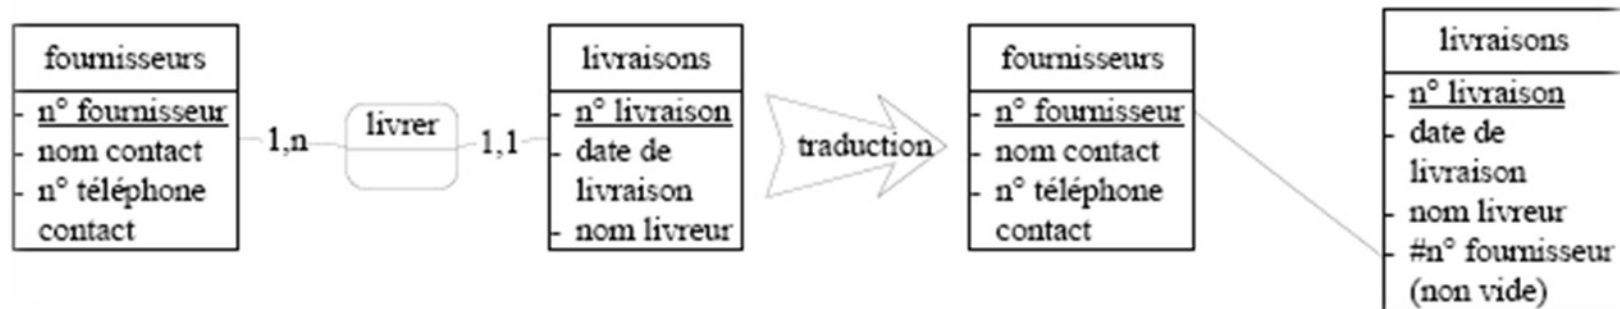 fournisseurs
n° fournisseur
nom contact
n° téléphone
contact
1,n
livrer
1,1
livraisons
n° livraison
date de
livraison
nom livreur
traduction
fournisseurs
n° fournisseur
nom contact
n° téléphone
contact
livraisons
n° livraison
date de
livraison
nom livreur
#n° fournisseur
(non vide)